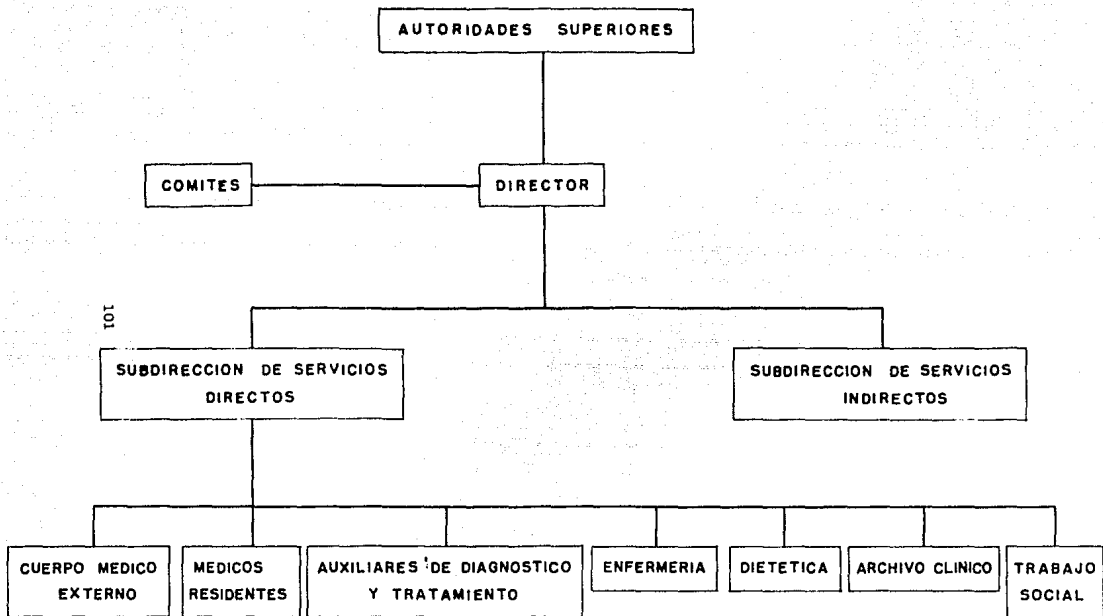 AUTORIDADES SUPERIORES
COMITES
DIRECTOR
101
SUBDIRECCION DE SERVICIOS
DIRECTOS
SUBDIRECCION DE SERVICIOS
INDIRECTOS
CUERPO MEDICO
EXTERNO
MEDICOS
RESIDENTES
AUXILIARES DE DIAGNOSTICO
Y TRATAMIENTO
ENFERMERIA
DIETETICA
ARCHIVO CLINICO
TRABAJO
SOCIAL